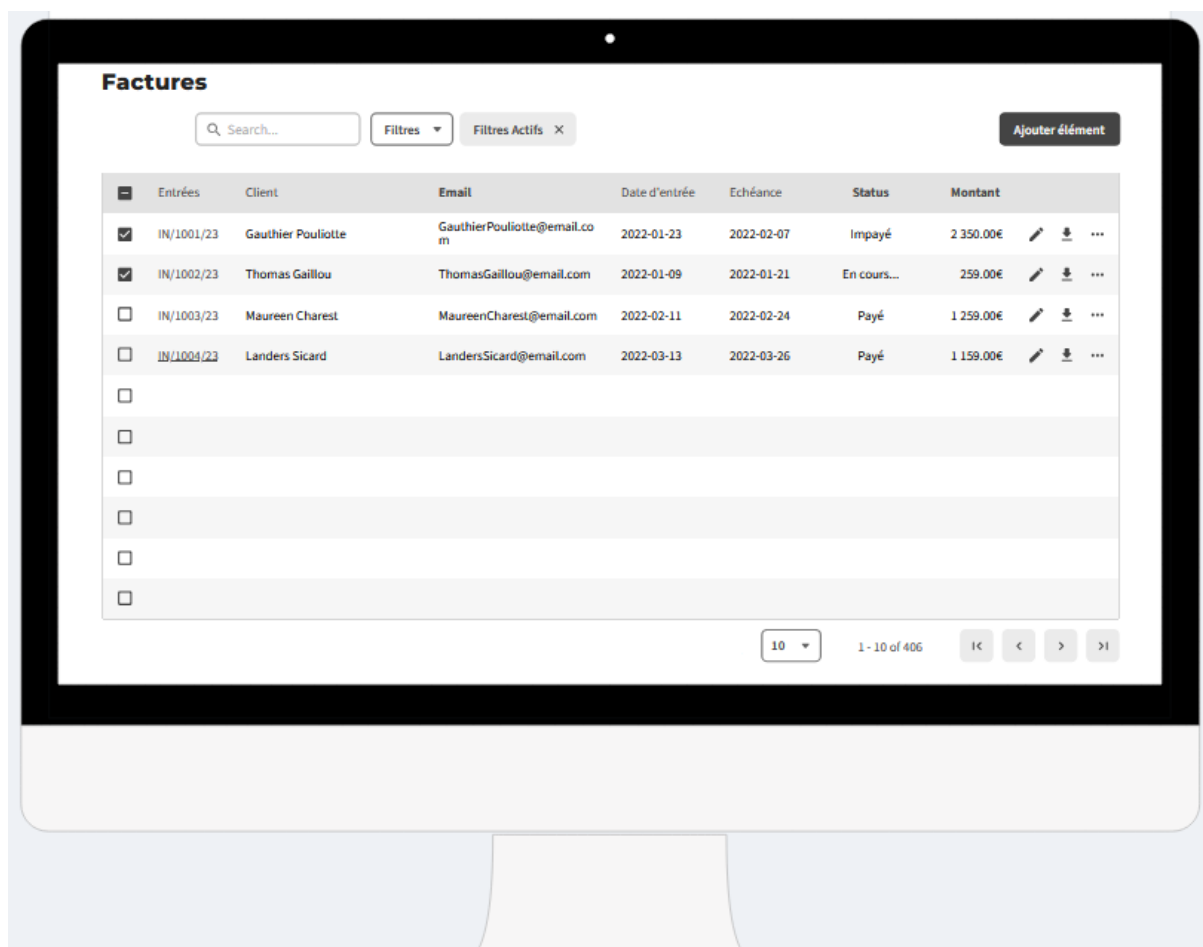 Factures
Search... Filtres Filtres Actifs Ajouter élément
Entrées Client Email Date d'entrée Echéance Status Montant
IN/1001/23 Gauthier Pouliotte GauthierPouliotte@email.co
m 2022-01-23 2022-02-07 Impayé 2 350.00€
IN/1002/23 Thomas Gaillou ThomasGaillou@email.com 2022-01-09 2022-01-21 En cours... 259.00€
IN/1003/23 Maureen Charest MaureenCharest@email.com 2022-02-11 2022-02-24 Payé 1 259.00€
IN/1004/23 Landers Sicard LandersSicard@email.com 2022-03-13 2022-03-26 Payé 1 159.00€
10 1 - 10 of 406